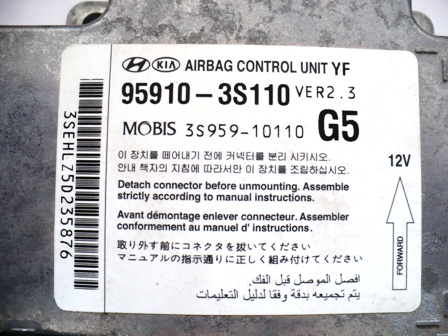 HYUNDAI KIA AIRBAG CONTROL UNIT YF
95910-3S110 VER2.3
MOBIS 3S959-10110 G5
이 장치를 떼어내기 전에 커넥터를 분리 시키시오.
안내 책자의 지침에 따라서만 이 장치를 조립하십시오.
12V
Detach connector before unmounting. Assemble
strictly according to manual instructions.
Avant démontage enlever connecteur. Assembler
conformement au manuel d' instructions.
取り外す前にコネクタを抜いてください
マニュアルの指示通りに正しく組み付けてください
افصل الموصل قبل الفك.
يتم تجميعه بدقة وفقا لدليل التعليمات
FORWARD
3SEHLZ5D235876